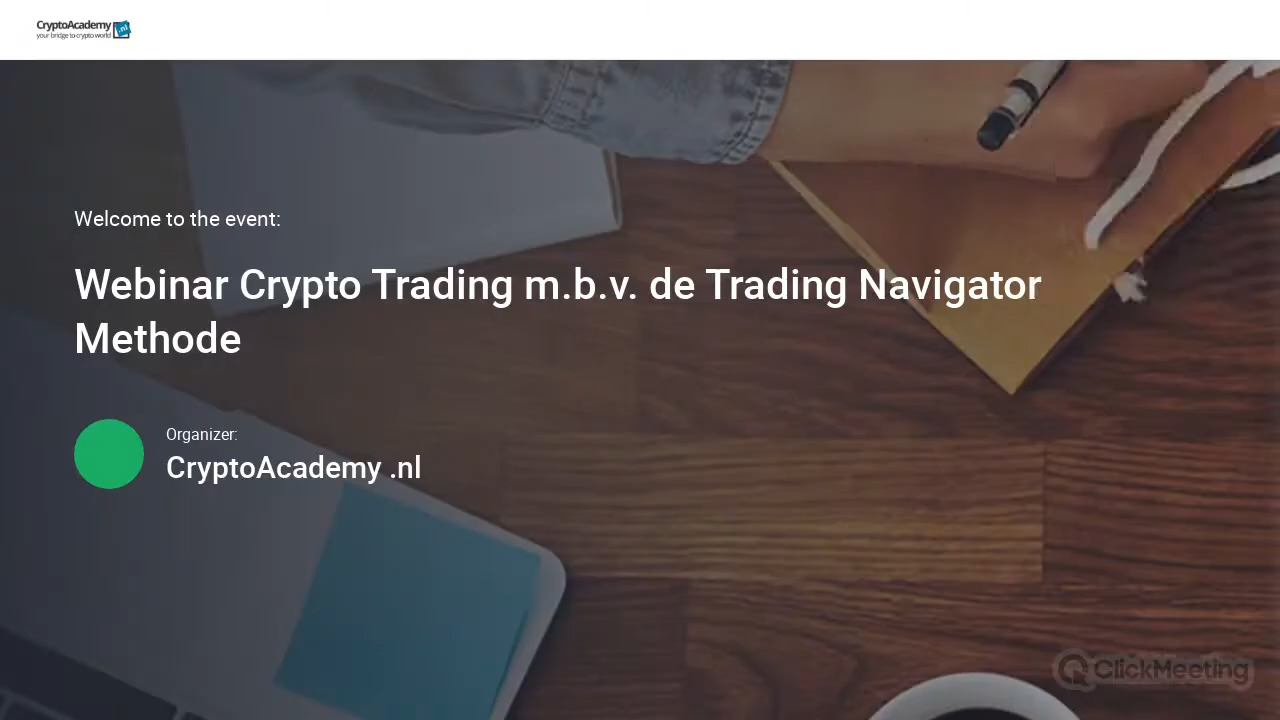 CryptoAcademy .nl
your bridge to crypto world
Welcome to the event:
Webinar Crypto Trading m.b.v. de Trading Navigator
Methode
Organizer:
CryptoAcademy .nl
ClickMeeting